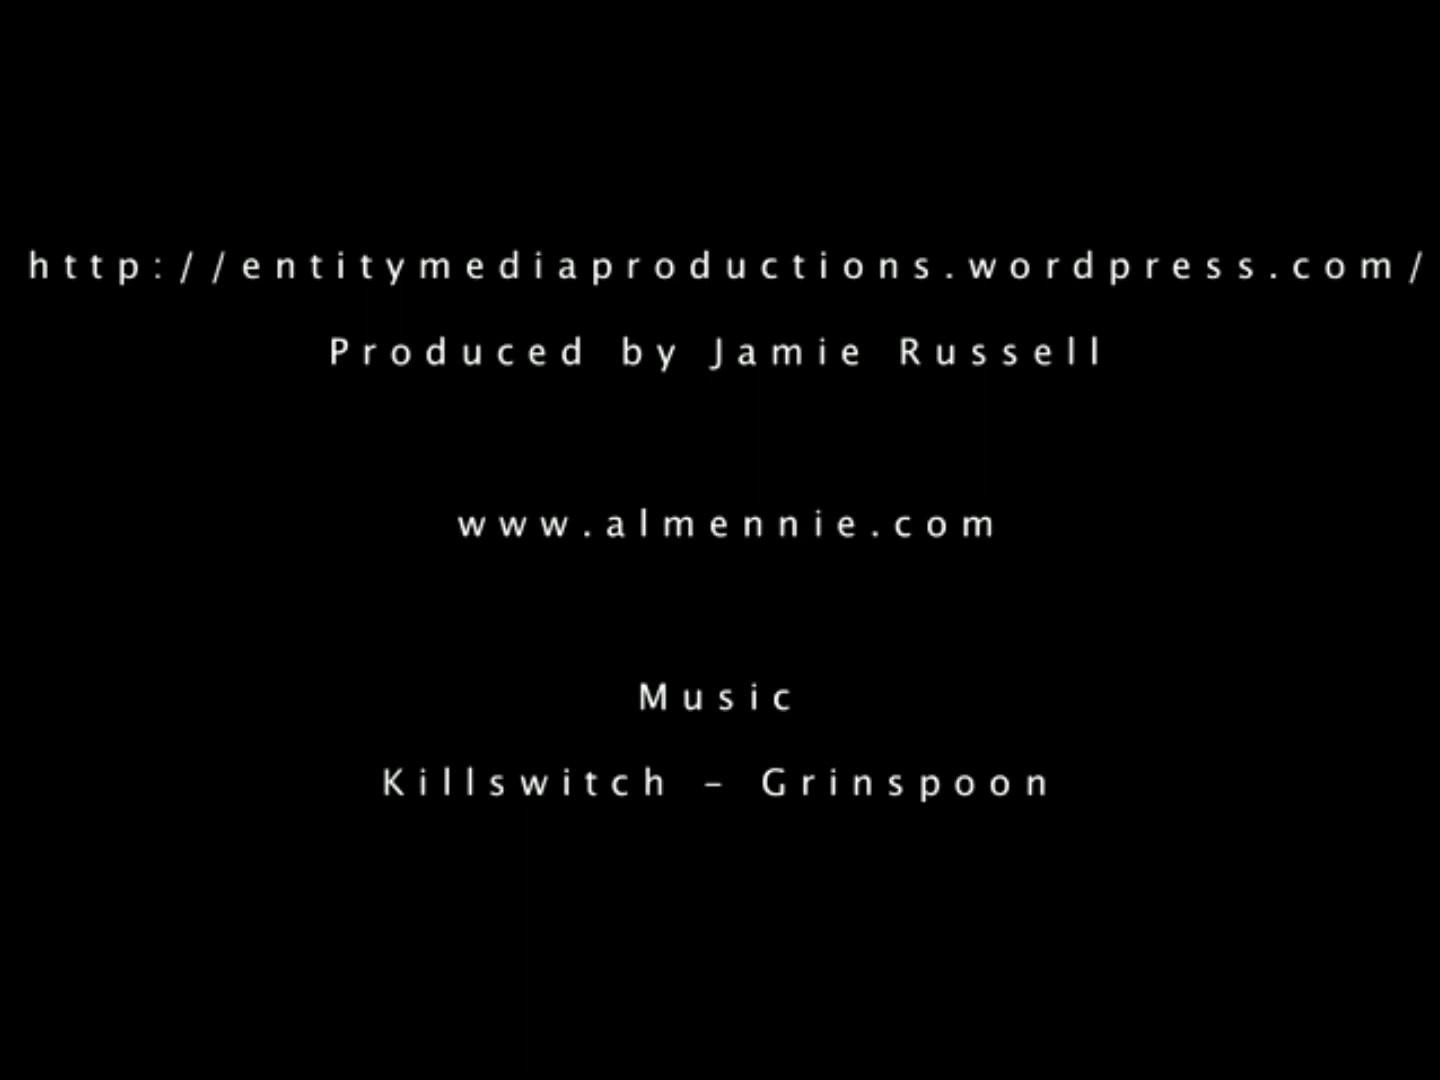 http://entitymediaproductions.wordpress.com/
Produced by Jamie Russell
www.almennie.com
Music
Killswitch – Grinspoon